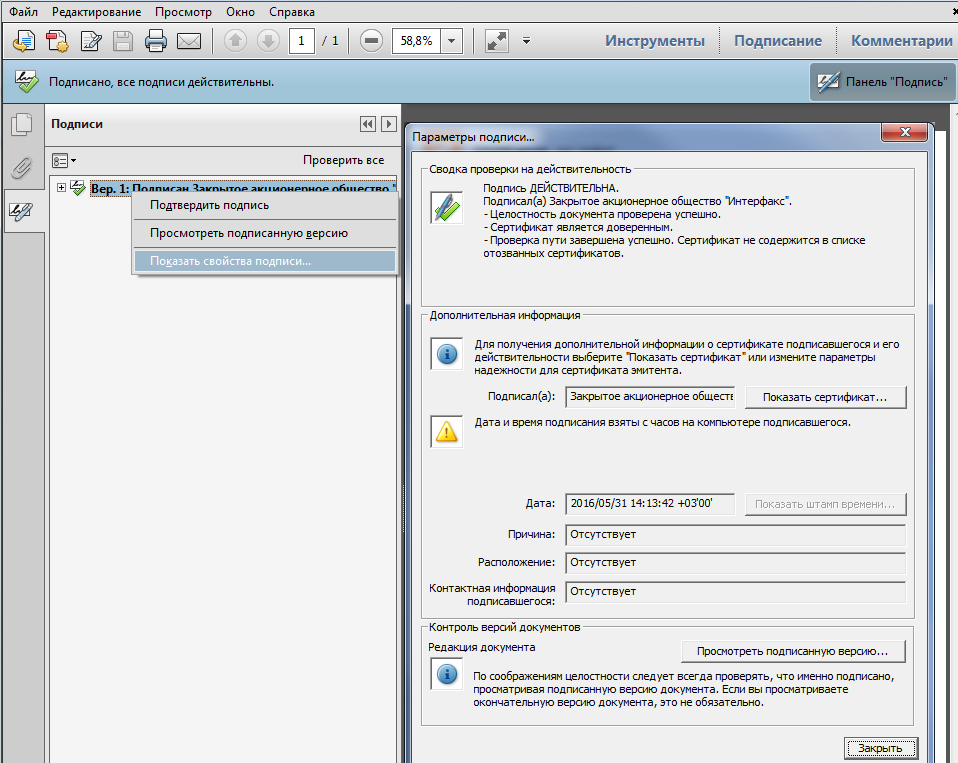 Файл Редактирование Просмотр Окно Справка
1 / 1 58,8% Инструменты Подписание Комментарии
Подписано, все подписи действительны. Панель "Подпись"
Подписи
Проверить все
Вер. 1: Подписан Закрытое акционерное общество "
Подтвердить подпись
Просмотреть подписанную версию
Показать свойства подписи...
Параметры подписи...
Сводка проверки на действительность
Подпись ДЕЙСТВИТЕЛЬНА.
Подписал(а) Закрытое акционерное общество "Интерфакс".
- Целостность документа проверена успешно.
- Сертификат является доверенным.
- Проверка пути завершена успешно. Сертификат не содержится в списке
отозванных сертификатов.
Дополнительная информация
Для получения дополнительной информации о сертификате подписавшегося и его
действительности выберите "Показать сертификат" или измените параметры
надежности для сертификата эмитента.
Подписал(а): Закрытое акционерное обществ Показать сертификат...
Дата и время подписания взяты с часов на компьютере подписавшегося.
Дата: 2016/05/31 14:13:42 +03'00' Показать штамп времени...
Причина: Отсутствует
Расположение: Отсутствует
Контактная информация
подписавшегося: Отсутствует
Контроль версий документов
Редакция документа
Просмотреть подписанную версию...
По соображениям целостности следует всегда проверять, что именно подписано,
просматривая подписанную версию документа. Если вы просматриваете
окончательную версию документа, это не обязательно.
Закрыть